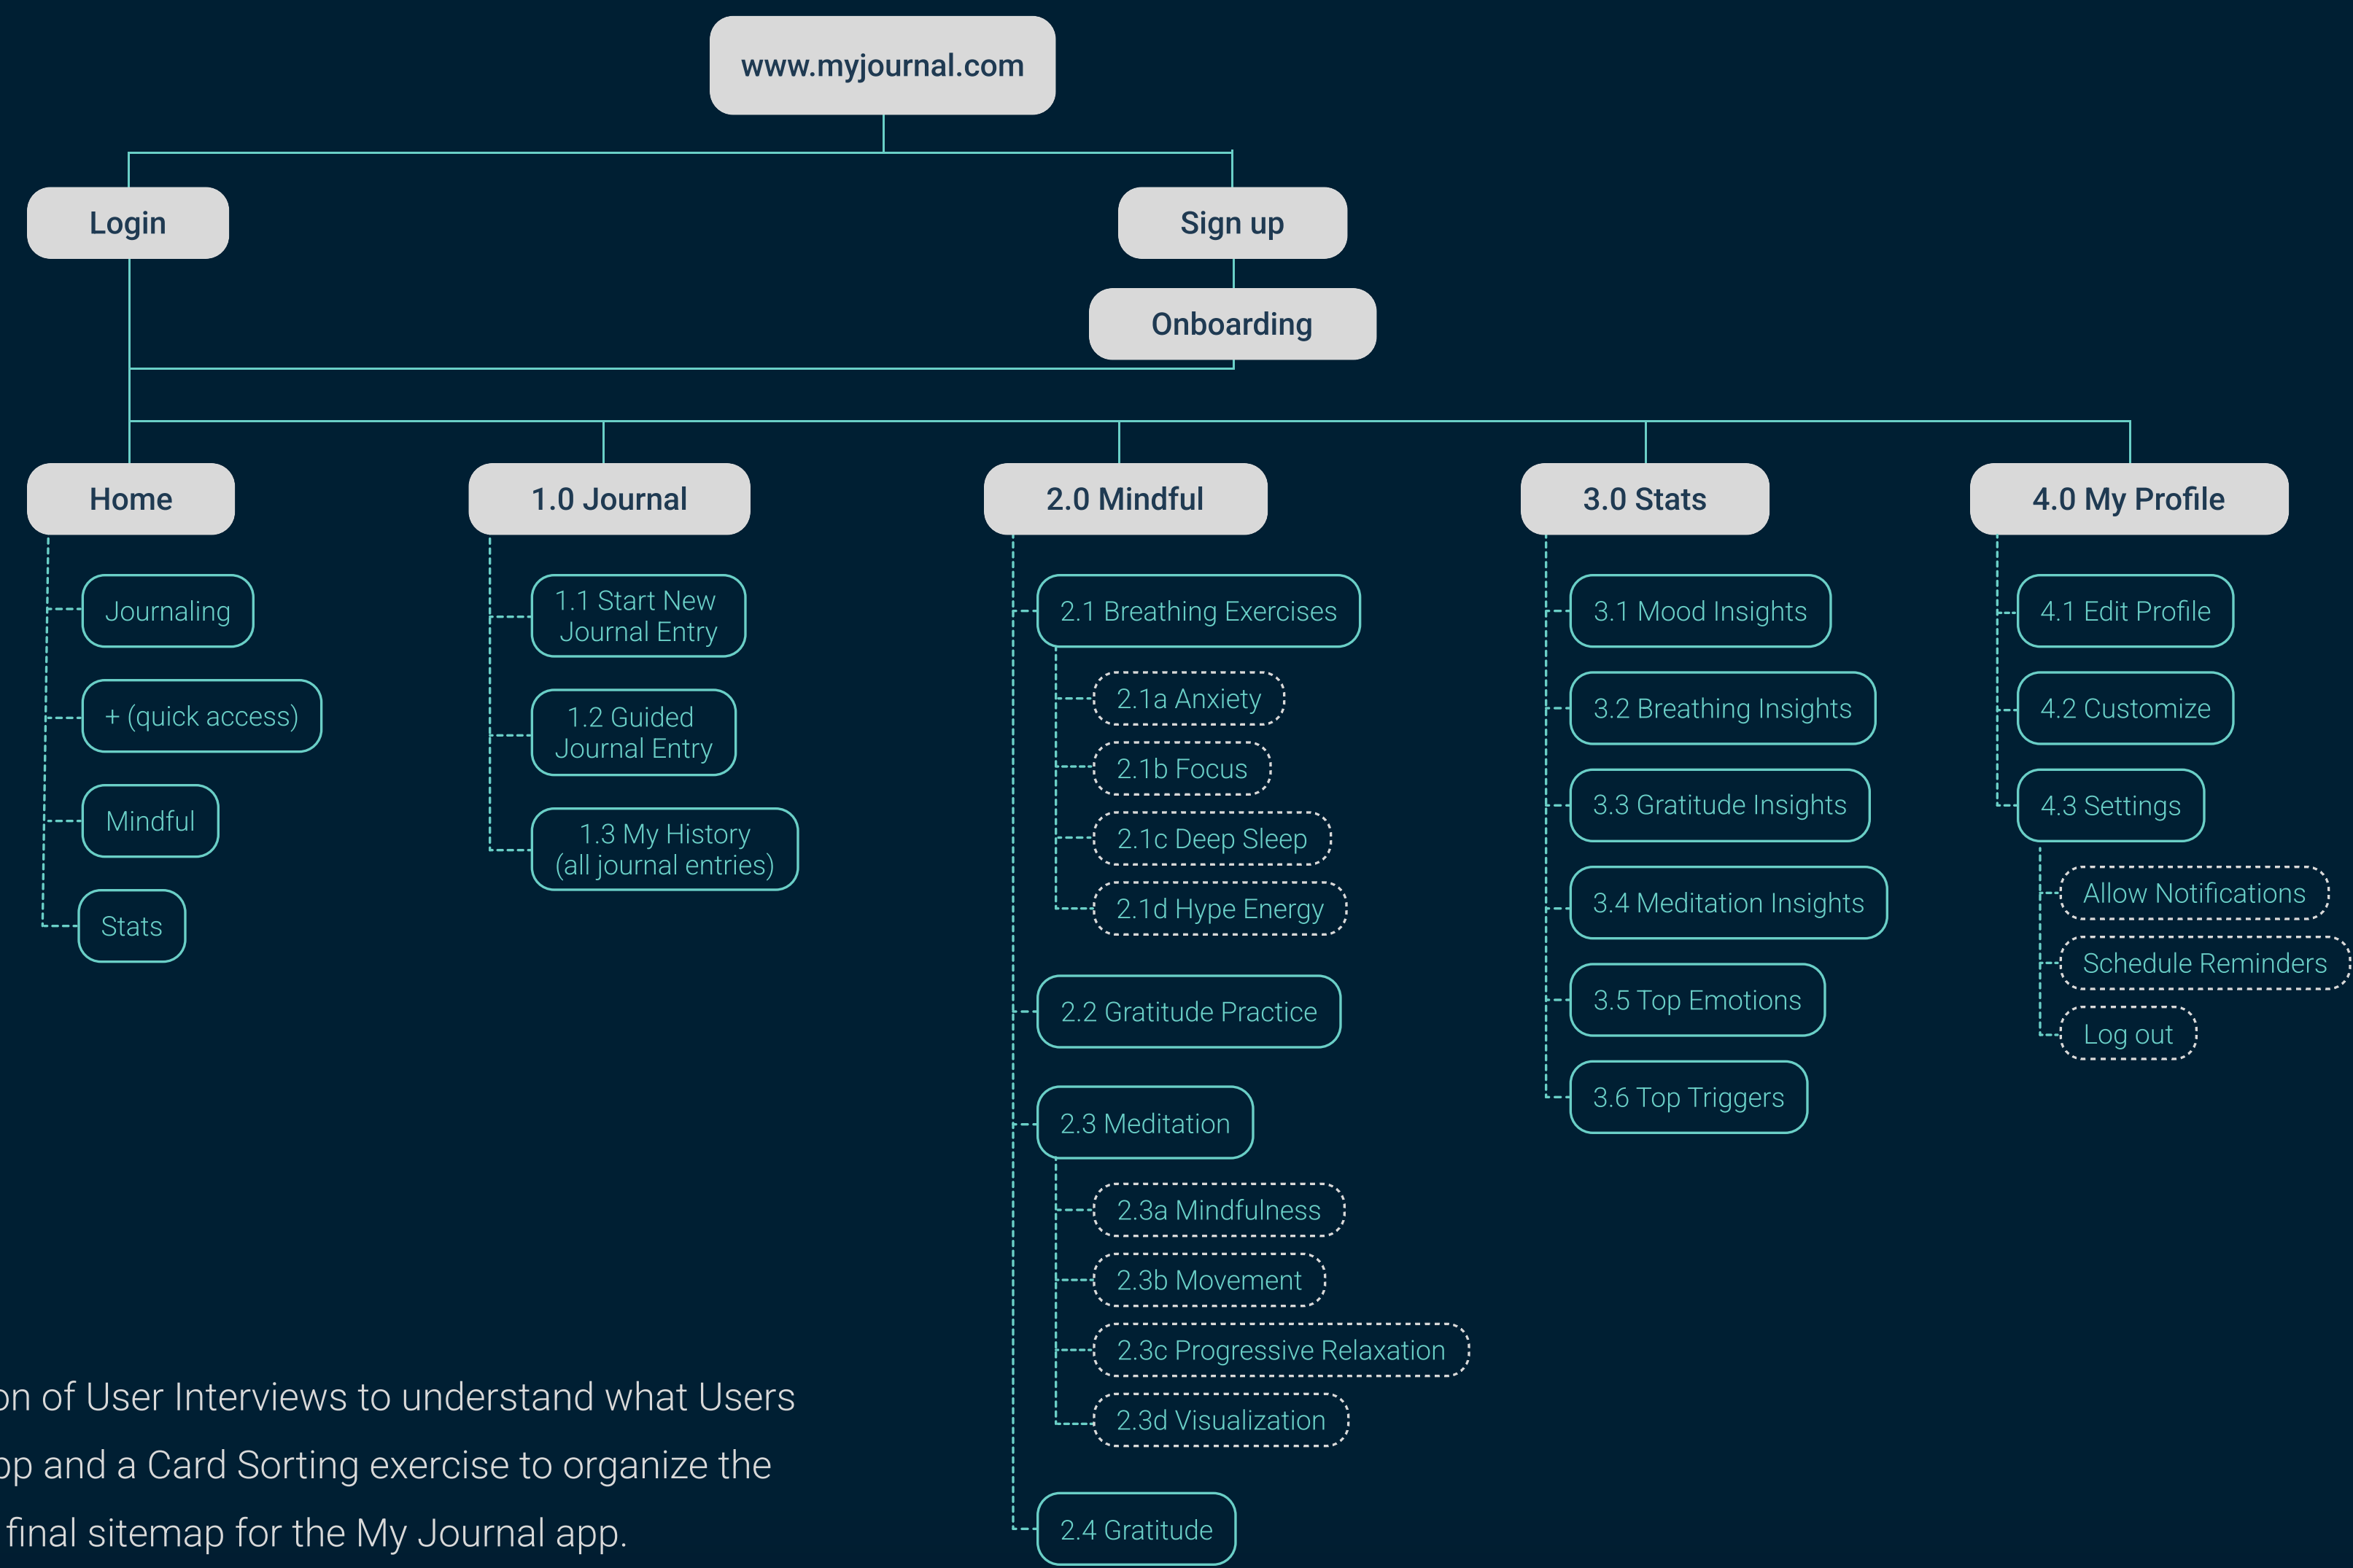 www.myjournal.com
Login
Sign up
Onboarding
Home
Journaling
+ (quick access)
Mindful
Stats
1.0 Journal
1.1 Start New
Journal Entry
1.2 Guided
Journal Entry
1.3 My History
(all journal entries)
2.0 Mindful
2.1 Breathing Exercises
2.1a Anxiety
2.1b Focus
2.1c Deep Sleep
2.1d Hype Energy
2.2 Gratitude Practice
2.3 Meditation
2.3a Mindfulness
2.3b Movement
2.3c Progressive Relaxation
2.3d Visualization
2.4 Gratitude
3.0 Stats
3.1 Mood Insights
3.2 Breathing Insights
3.3 Gratitude Insights
3.4 Meditation Insights
3.5 Top Emotions
3.6 Top Triggers
4.0 My Profile
4.1 Edit Profile
4.2 Customize
4.3 Settings
Allow Notifications
Schedule Reminders
Log out
of User Interviews to understand what Users
and a Card Sorting exercise to organize the
final sitemap for the My Journal app.